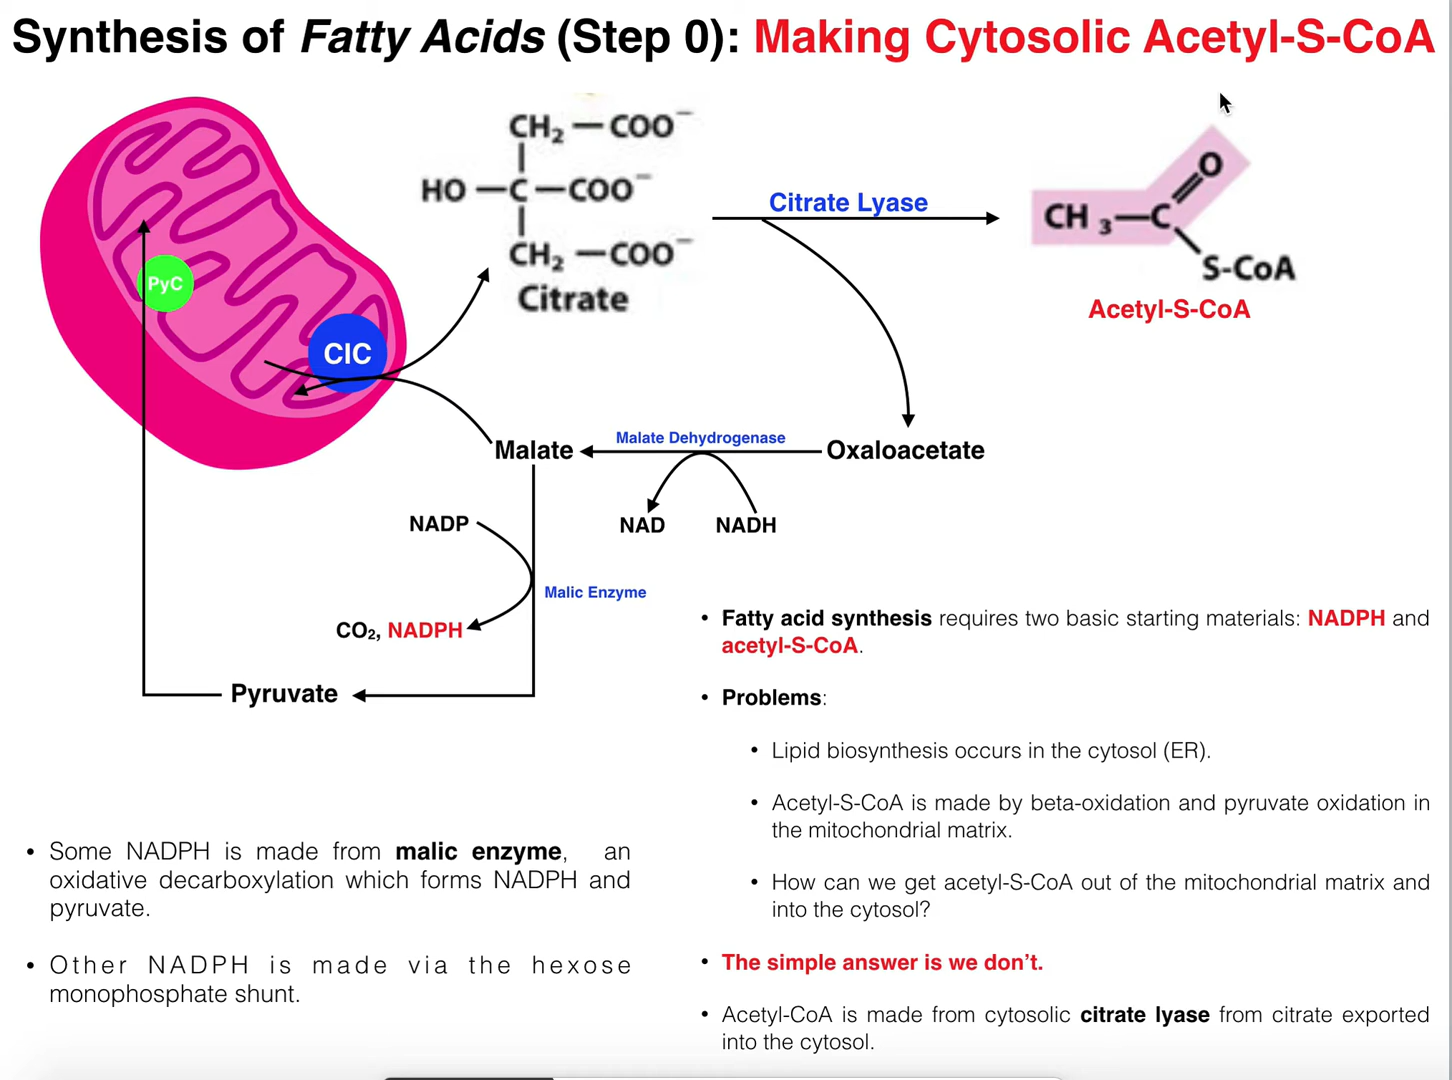 Synthesis of Fatty Acids (Step 0): Making Cytosolic Acetyl-S-CoA
CH₂—COO⁻
HO—C—COO⁻
CH₂—COO⁻
Citrate
Citrate Lyase
CH₃—C
O
S-CoA
Acetyl-S-CoA
PyC
CIC
Malate
Malate Dehydrogenase
Oxaloacetate
NAD
NADH
NADP
Malic Enzyme
CO₂, NADPH
Pyruvate
• Some NADPH is made from malic enzyme, an
oxidative decarboxylation which forms NADPH and
pyruvate.
• Other NADPH is made via the hexose
monophosphate shunt.
• Fatty acid synthesis requires two basic starting materials: NADPH and
acetyl-S-CoA.
• Problems:
• Lipid biosynthesis occurs in the cytosol (ER).
• Acetyl-S-CoA is made by beta-oxidation and pyruvate oxidation in
the mitochondrial matrix.
• How can we get acetyl-S-CoA out of the mitochondrial matrix and
into the cytosol?
• The simple answer is we don’t.
• Acetyl-CoA is made from cytosolic citrate lyase from citrate exported
into the cytosol.